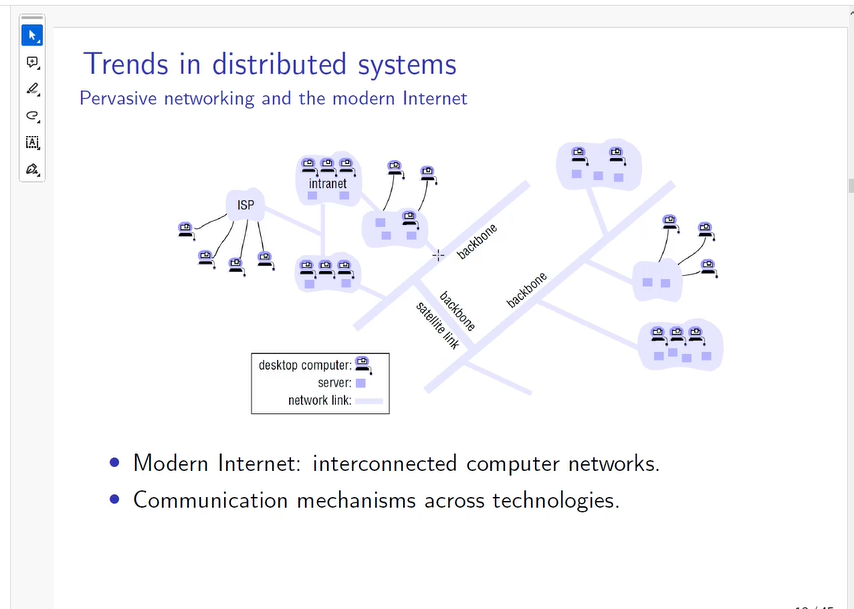 Trends in distributed systems
Pervasive networking and the modern Internet
intranet
ISP
backbone
backbone
backbone
satellite link
desktop computer:
server:
network link:
• Modern Internet: interconnected computer networks.
• Communication mechanisms across technologies.